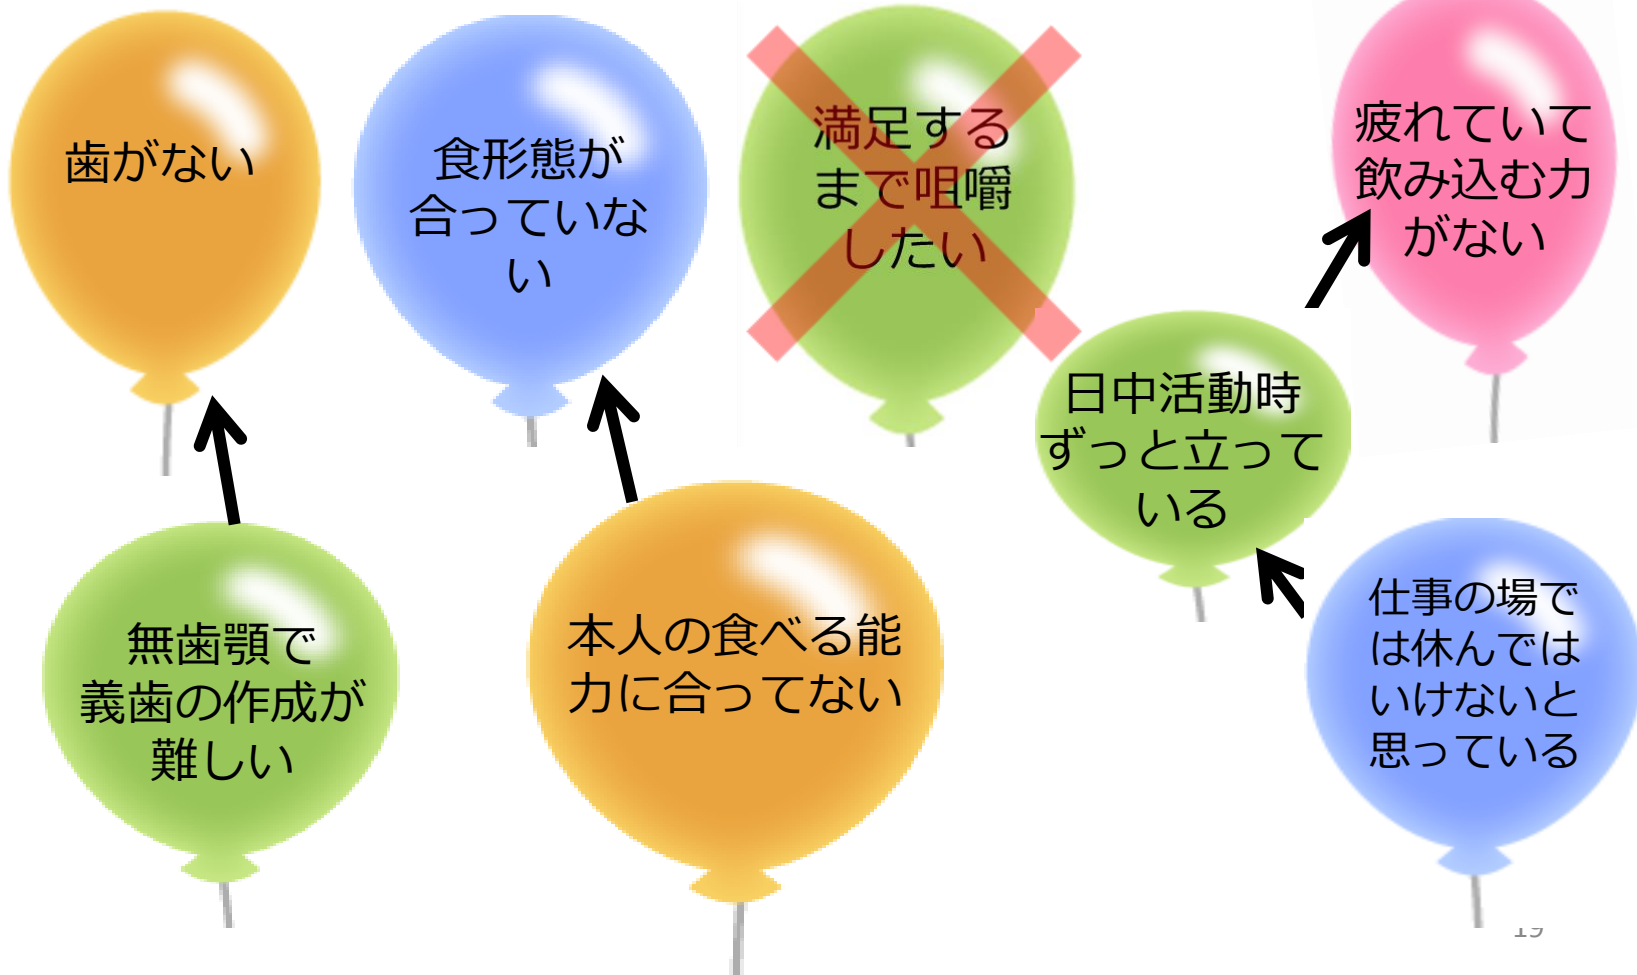 歯がない
食形態が
合っていな
い
満足する
まで咀嚼
したい
疲れていて
飲み込む力
がない
日中活動時
ずっと立って
いる
無歯顎で
義歯の作成が
難しい
本人の食べる能
力に合ってない
仕事の場で
は休んでは
いけないと
思っている
19